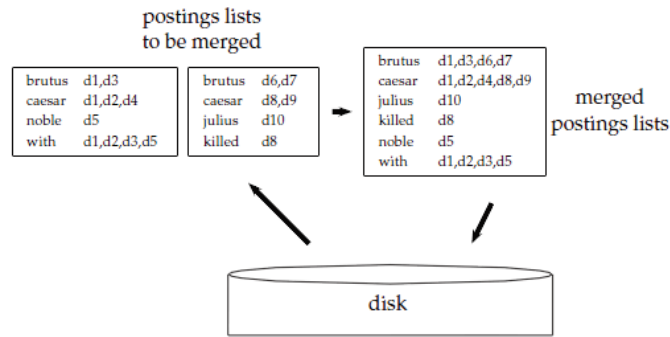 postings lists
to be merged
brutus d1,d3
caesar d1,d2,d4
noble d5
with d1,d2,d3,d5
brutus d6,d7
caesar d8,d9
julius d10
killed d8
brutus d1,d3,d6,d7
caesar d1,d2,d4,d8,d9
julius d10
killed d8
noble d5
with d1,d2,d3,d5
merged
postings lists
disk